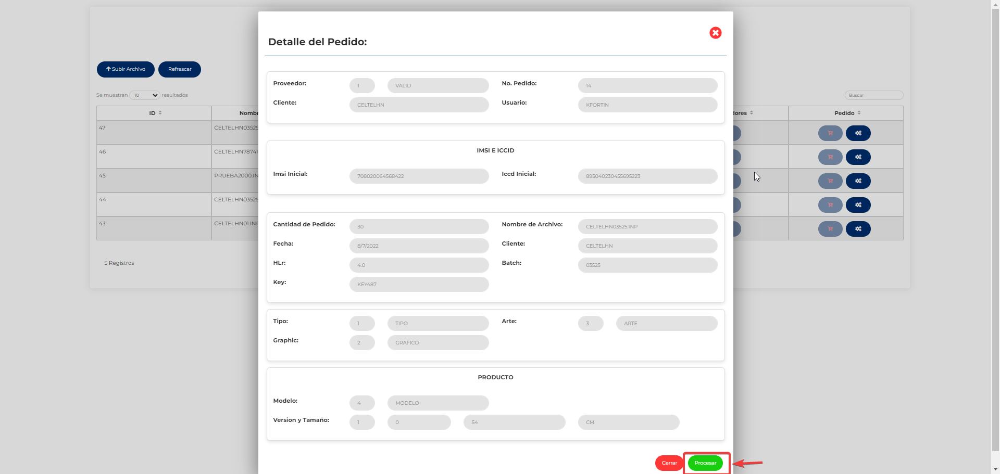 Detalle del Pedido:
Subir Archivo Refrescar
Se muestran 10 resultados Buscar
ID Nombr dores Pedido
47 CELTELHN03525
46 CELTELHN78741
45 PRUEBA2000.IN
44 CELTELHN03525
43 CELTELHN01.INP
5 Registros
Proveedor: 1 VALID No. Pedido: 14
Cliente: CELTELHN Usuario: KFORTIN
IMSI E ICCID
Imsi Inicial: 708020064568422 Iccd Inicial: 895040230455695223
Cantidad de Pedido: 30 Nombre de Archivo: CELTELHN03525.INP
Fecha: 8/7/2022 Cliente: CELTELHN
HLr: 4.0 Batch: 03525
Key: KEY487
Tipo: 1 TIPO Arte: 3 ARTE
Graphic: 2 GRAFICO
PRODUCTO
Modelo: 4 MODELO
Version y Tamaño: 1 0 54 CM
Cerrar Procesar